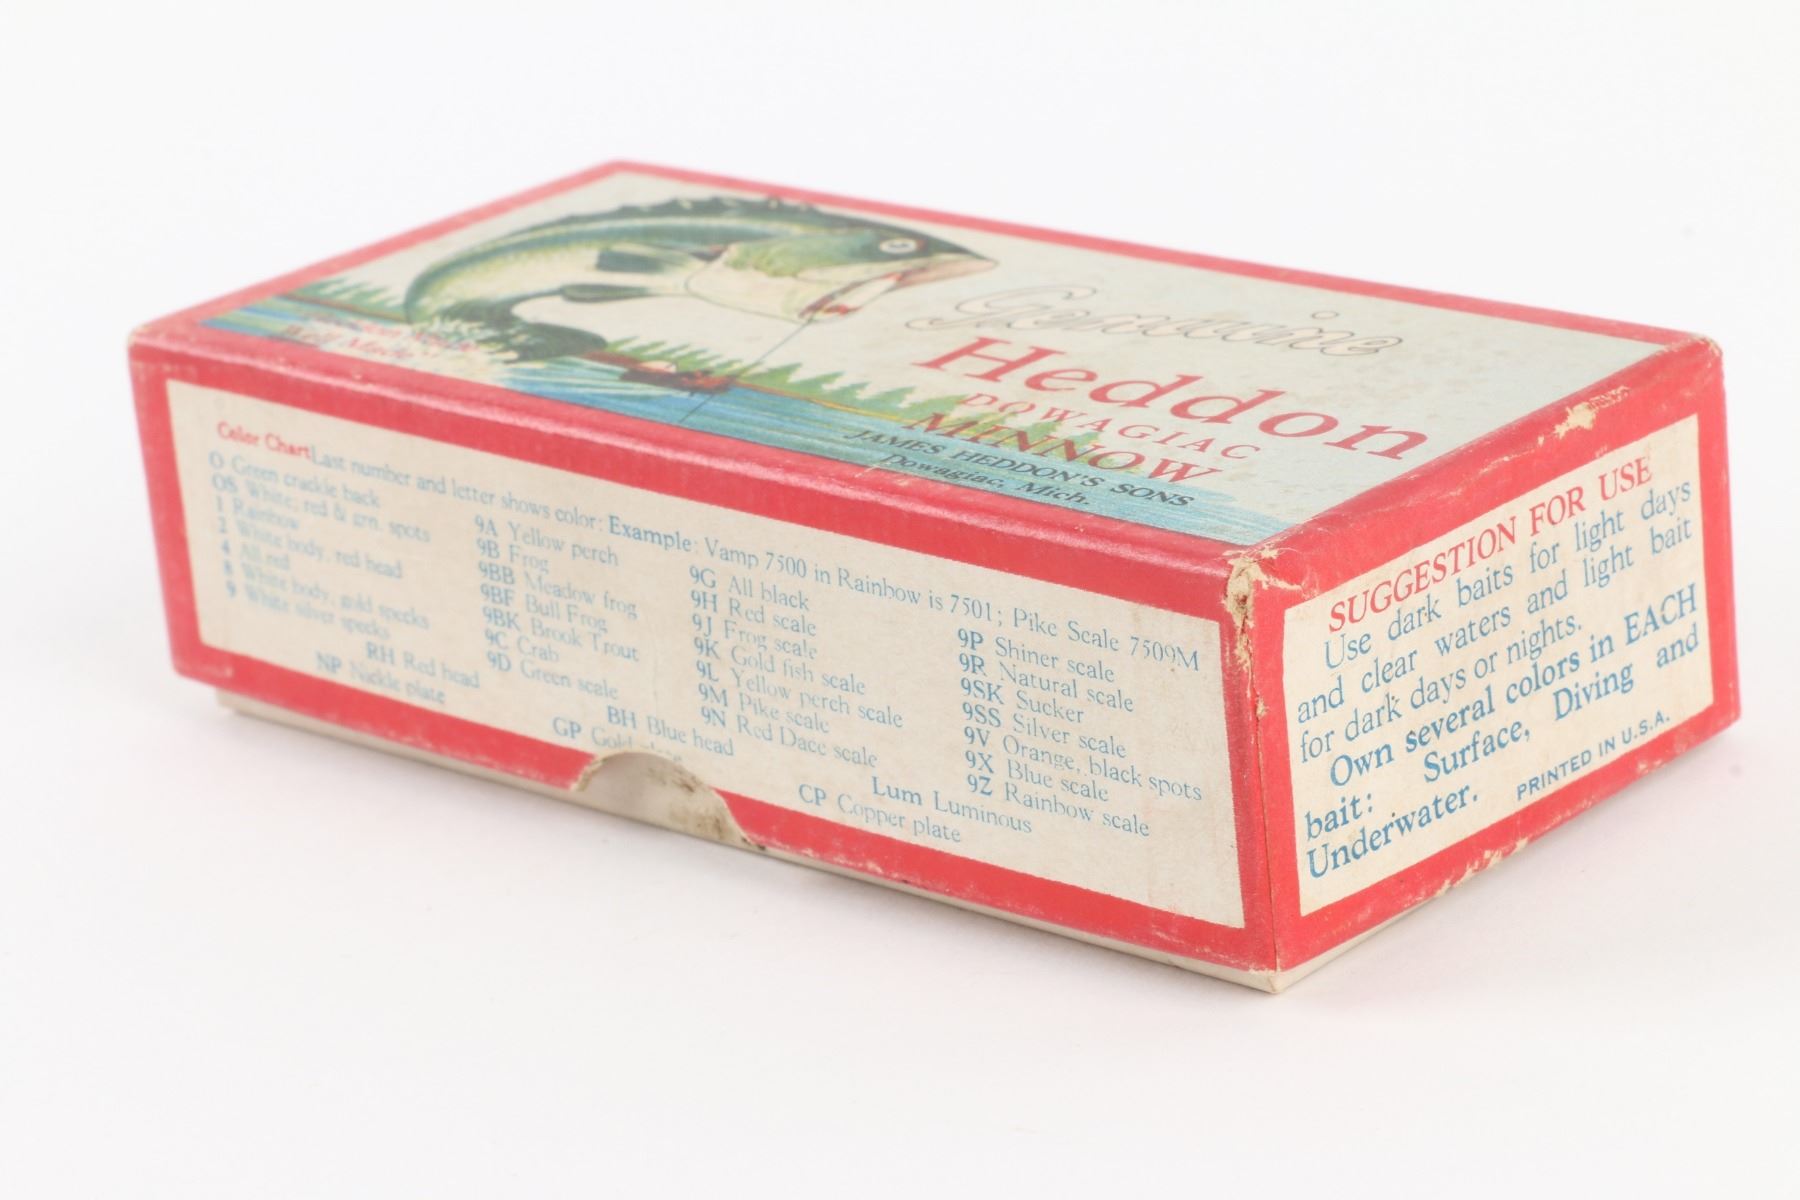 Genuine
Heddon
DOWAGIAC
MINNOW
JAMES HEDDON'S SONS
Dowagiac, Mich.
Well Made
Color Chart Last number and letter shows color: Example: Vamp 7500 in Rainbow is 7501; Pike Scale 7509M
O Green crackle back
OS White, red & grn. spots
1 Rainbow
2 White body, red head
4 All red
8 White body, gold specks
9 White silver specks
RH Red head
NP Nickle plate
9A Yellow perch
9B Frog
9BB Meadow frog
9BF Bull Frog
9BK Brook Trout
9C Crab
9D Green scale
BH Blue head
GP Gold
9G All black
9H Red scale
9J Frog scale
9K Gold fish scale
9L Yellow perch scale
9M Pike scale
9N Red Dace scale
Lum Luminous
CP Copper plate
9P Shiner scale
9R Natural scale
9SK Sucker
9SS Silver scale
9V Orange, black spots
9X Blue scale
9Z Rainbow scale
SUGGESTION FOR USE
Use dark baits for light days
and clear waters and light bait
for dark days or nights.
Own several colors in EACH
bait: Surface, Diving and
Underwater.
PRINTED IN U.S.A.